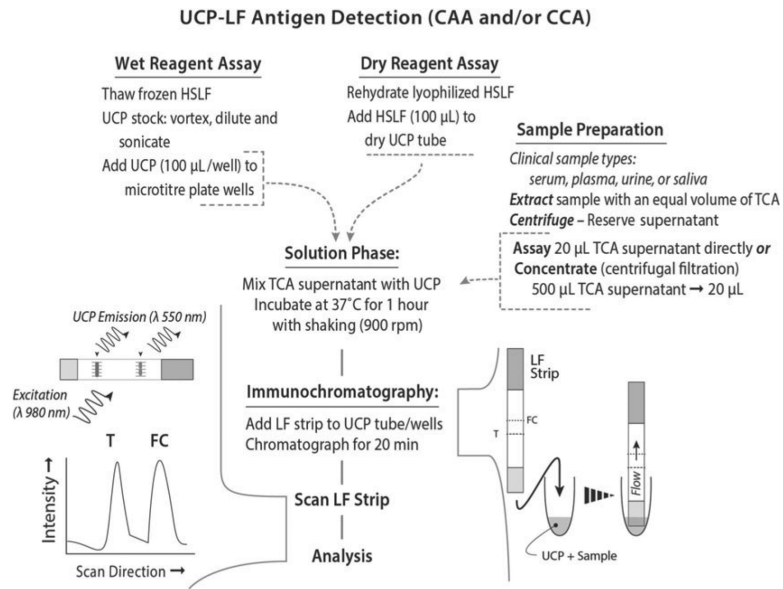 UCP-LF Antigen Detection (CAA and/or CCA)
Wet Reagent Assay
Thaw frozen HSLF
UCP stock: vortex, dilute and
sonicate
Add UCP (100 µL/well) to
microtitre plate wells
Dry Reagent Assay
Rehydrate lyophilized HSLF
Add HSLF (100 µL) to
dry UCP tube
Sample Preparation
Clinical sample types:
serum, plasma, urine, or saliva
Extract sample with an equal volume of TCA
Centrifuge – Reserve supernatant
Assay 20 µL TCA supernatant directly or
Concentrate (centrifugal filtration)
500 µL TCA supernatant → 20 µL
Solution Phase:
Mix TCA supernatant with UCP
Incubate at 37˚C for 1 hour
with shaking (900 rpm)
UCP Emission (λ 550 nm)
Excitation
(λ 980 nm)
Immunochromatography:
Add LF strip to UCP tube/wells
Chromatograph for 20 min
LF
Strip
FC
T
Flow
UCP + Sample
T FC
Intensity →
Scan Direction →
Scan LF Strip
Analysis